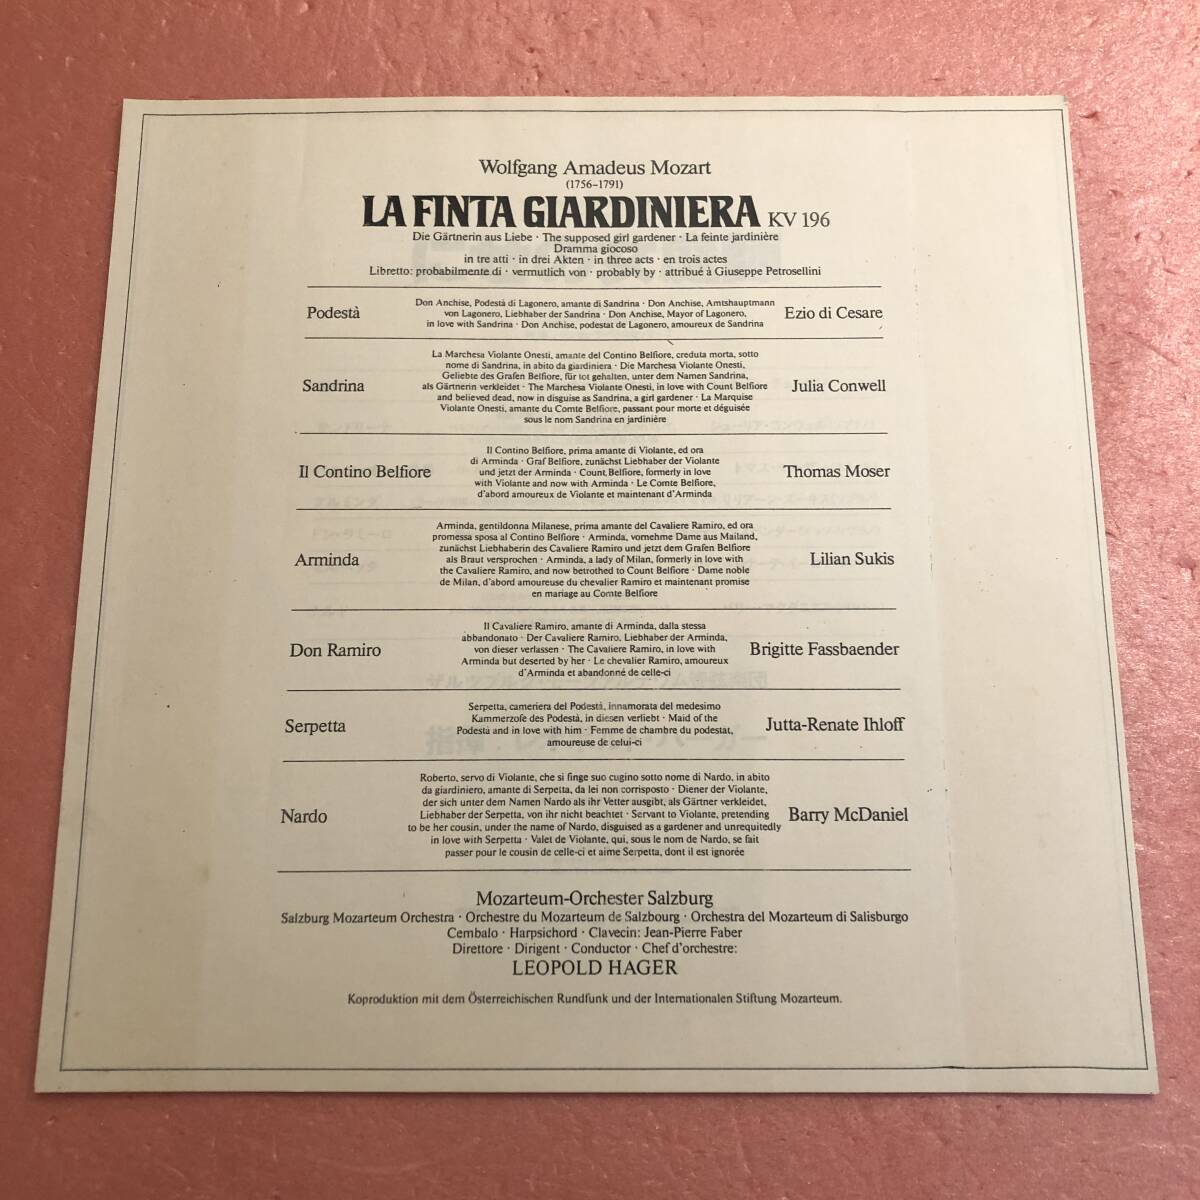 Wolfgang Amadeus Mozart
(1756–1791)
LA FINTA GIARDINIERA KV 196
Die Gärtnerin aus Liebe · The supposed girl gardener · La feinte jardinière
Dramma giocoso
in tre atti · in drei Akten · in three acts · en trois actes
Libretto: probabilmente di · vermutlich von · probably by · attribué à Giuseppe Petrosellini
Podestà
Don Anchise, Podestà di Lagonero, amante di Sandrina · Don Anchise, Amtshauptmann
von Lagonero, Liebhaber der Sandrina · Don Anchise, Mayor of Lagonero,
in love with Sandrina · Don Anchise, podestat de Lagonero, amoureux de Sandrina
Ezio di Cesare
Sandrina
La Marchesa Violante Onesti, amante del Contino Belfiore, creduta morta, sotto
nome di Sandrina, in abito da giardiniera · Die Marchesa Violante Onesti,
Geliebte des Grafen Belfiore, für tot gehalten, unter dem Namen Sandrina,
als Gärtnerin verkleidet · The Marchesa Violante Onesti, in love with Count Belfiore
and believed dead, now in disguise as Sandrina, a girl gardener · La Marquise
Violante Onesti, amante du Comte Belfiore, passant pour morte et déguisée
sous le nom Sandrina en jardinière
Julia Conwell
Il Contino Belfiore
Il Contino Belfiore, prima amante di Violante, ed ora
di Arminda · Graf Belfiore, zunächst Liebhaber der Violante
und jetzt der Arminda · Count Belfiore, formerly in love
with Violante and now with Arminda · Le Comte Belfiore,
d'abord amoureux de Violante et maintenant d'Arminda
Thomas Moser
Arminda
Arminda, gentildonna Milanese, prima amante del Cavaliere Ramiro, ed ora
promessa sposa al Contino Belfiore · Arminda, vornehme Dame aus Mailand,
zunächst Liebhaberin des Cavaliere Ramiro und jetzt dem Grafen Belfiore
als Braut versprochen · Arminda, a lady of Milan, formerly in love with
the Cavaliere Ramiro, and now betrothed to Count Belfiore · Dame noble
de Milan, d'abord amoureuse du chevalier Ramiro et maintenant promise
en mariage au Comte Belfiore
Lilian Sukis
Don Ramiro
Il Cavaliere Ramiro, amante di Arminda, dalla stessa
abbandonato · Der Cavaliere Ramiro, Liebhaber der Arminda,
von dieser verlassen · The Cavaliere Ramiro, in love with
Arminda but deserted by her · Le chevalier Ramiro, amoureux
d'Arminda et abandonné de celle-ci
Brigitte Fassbaender
Serpetta
Serpetta, cameriera del Podestà, innamorata del medesimo
Kammerzofe des Podestà, in diesen verliebt · Maid of the
Podestà and in love with him · Femme de chambre du podestat,
amoureuse de celui-ci
Jutta-Renate Ihloff
Nardo
Roberto, servo di Violante, che si finge suo cugino sotto nome di Nardo, in abito
da giardiniero, amante di Serpetta, da lei non corrisposto · Diener der Violante,
der sich unter dem Namen Nardo als ihr Vetter ausgibt, als Gärtner verkleidet,
Liebhaber der Serpetta, von ihr nicht beachtet · Servant to Violante, pretending
to be her cousin, under the name of Nardo, disguised as a gardener and unrequitedly
in love with Serpetta · Valet de Violante, qui, sous le nom de Nardo, se fait
passer pour le cousin de celle-ci et aime Serpetta, dont il est ignorée
Barry McDaniel
Mozarteum-Orchester Salzburg
Salzburg Mozarteum Orchestra · Orchestre du Mozarteum de Salzbourg · Orchestra del Mozarteum di Salisburgo
Cembalo · Harpsichord · Clavecin: Jean-Pierre Faber
Direttore · Dirigent · Conductor · Chef d'orchestre:
LEOPOLD HAGER
Koproduktion mit dem Österreichischen Rundfunk und der Internationalen Stiftung Mozarteum.